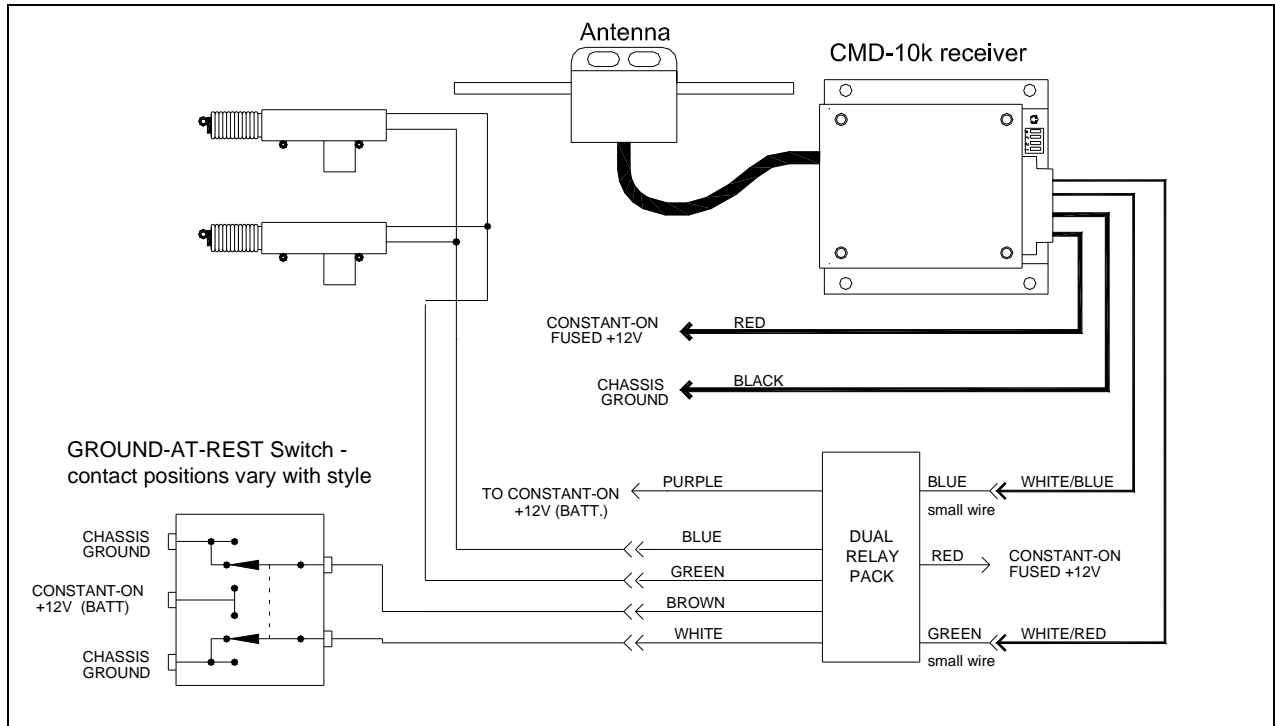 Antenna
CMD-10k receiver
CONSTANT-ON
FUSED +12V
RED
CHASSIS
GROUND
BLACK
GROUND-AT-REST Switch -
contact positions vary with style
CHASSIS
GROUND
CONSTANT-ON
+12V (BATT)
CHASSIS
GROUND
TO CONSTANT-ON
+12V (BATT.)
PURPLE
BLUE
GREEN
BROWN
WHITE
DUAL
RELAY
PACK
BLUE
small wire
WHITE/BLUE
RED
CONSTANT-ON
FUSED +12V
GREEN
small wire
WHITE/RED